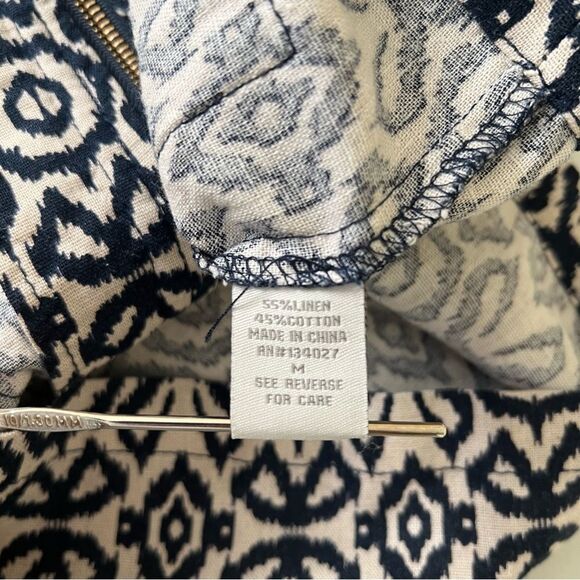 55%LINEN
45%COTTON
MADE IN CHINA
RN#134027
M
SEE REVERSE
FOR CARE